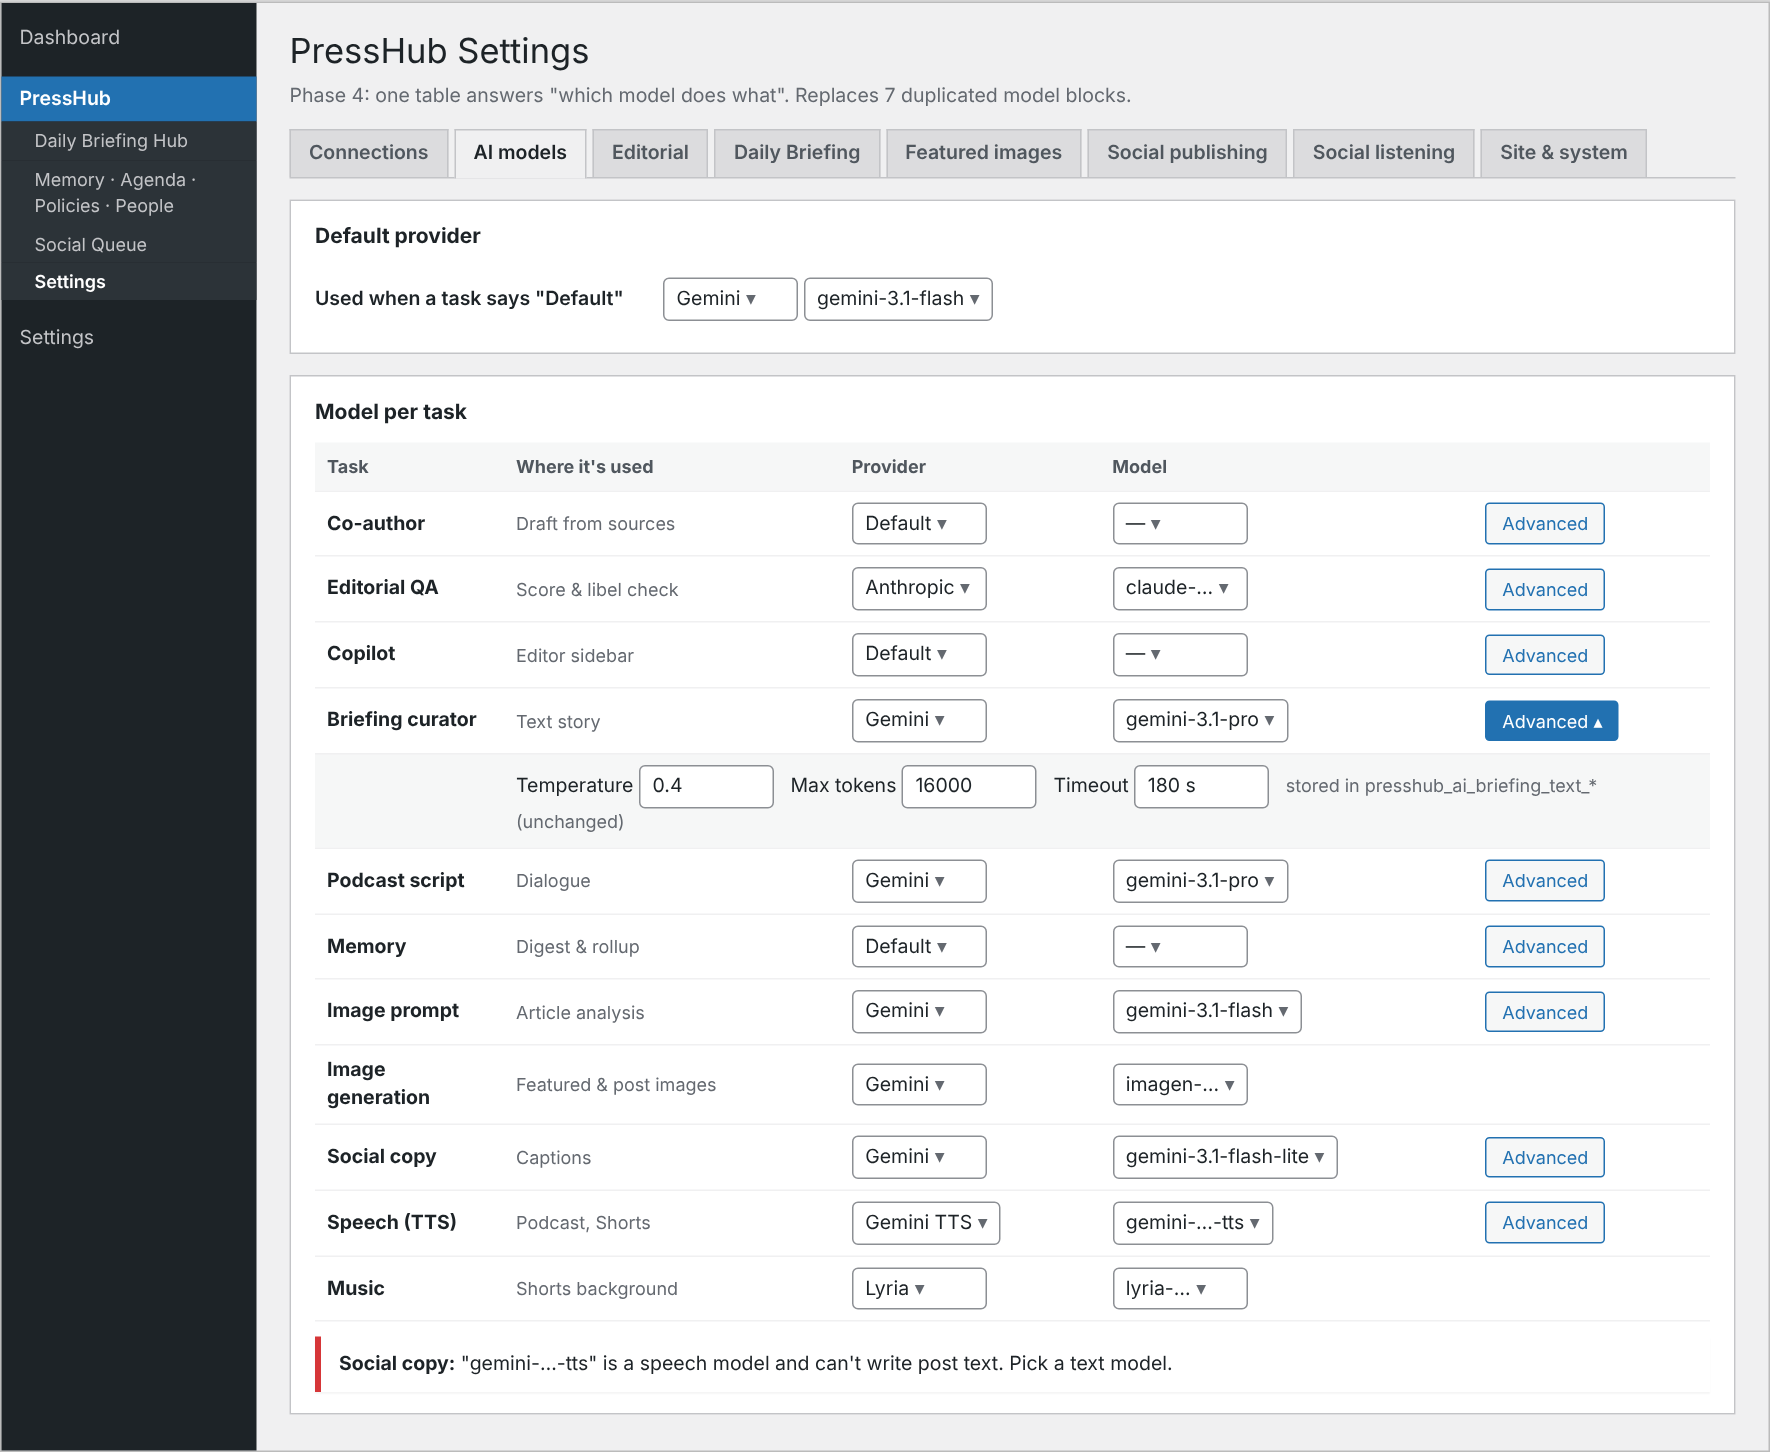 Dashboard
PressHub
Daily Briefing Hub
Memory · Agenda ·
Policies · People
Social Queue
Settings
Settings
PressHub Settings
Phase 4: one table answers "which model does what". Replaces 7 duplicated model blocks.
Connections AI models Editorial Daily Briefing Featured images Social publishing Social listening Site & system
Default provider
Used when a task says "Default" Gemini ▾ gemini-3.1-flash ▾
Model per task
Task Where it's used Provider Model
Co-author Draft from sources Default ▾ — ▾ Advanced
Editorial QA Score & libel check Anthropic ▾ claude-... ▾ Advanced
Copilot Editor sidebar Default ▾ — ▾ Advanced
Briefing curator Text story Gemini ▾ gemini-3.1-pro ▾ Advanced ▴
Temperature 0.4 Max tokens 16000 Timeout 180 s stored in presshub_ai_briefing_text_*
(unchanged)
Podcast script Dialogue Gemini ▾ gemini-3.1-pro ▾ Advanced
Memory Digest & rollup Default ▾ — ▾ Advanced
Image prompt Article analysis Gemini ▾ gemini-3.1-flash ▾ Advanced
Image
generation Featured & post images Gemini ▾ imagen-... ▾
Social copy Captions Gemini ▾ gemini-3.1-flash-lite ▾ Advanced
Speech (TTS) Podcast, Shorts Gemini TTS ▾ gemini-...-tts ▾ Advanced
Music Shorts background Lyria ▾ lyria-... ▾
Social copy: "gemini-...-tts" is a speech model and can't write post text. Pick a text model.